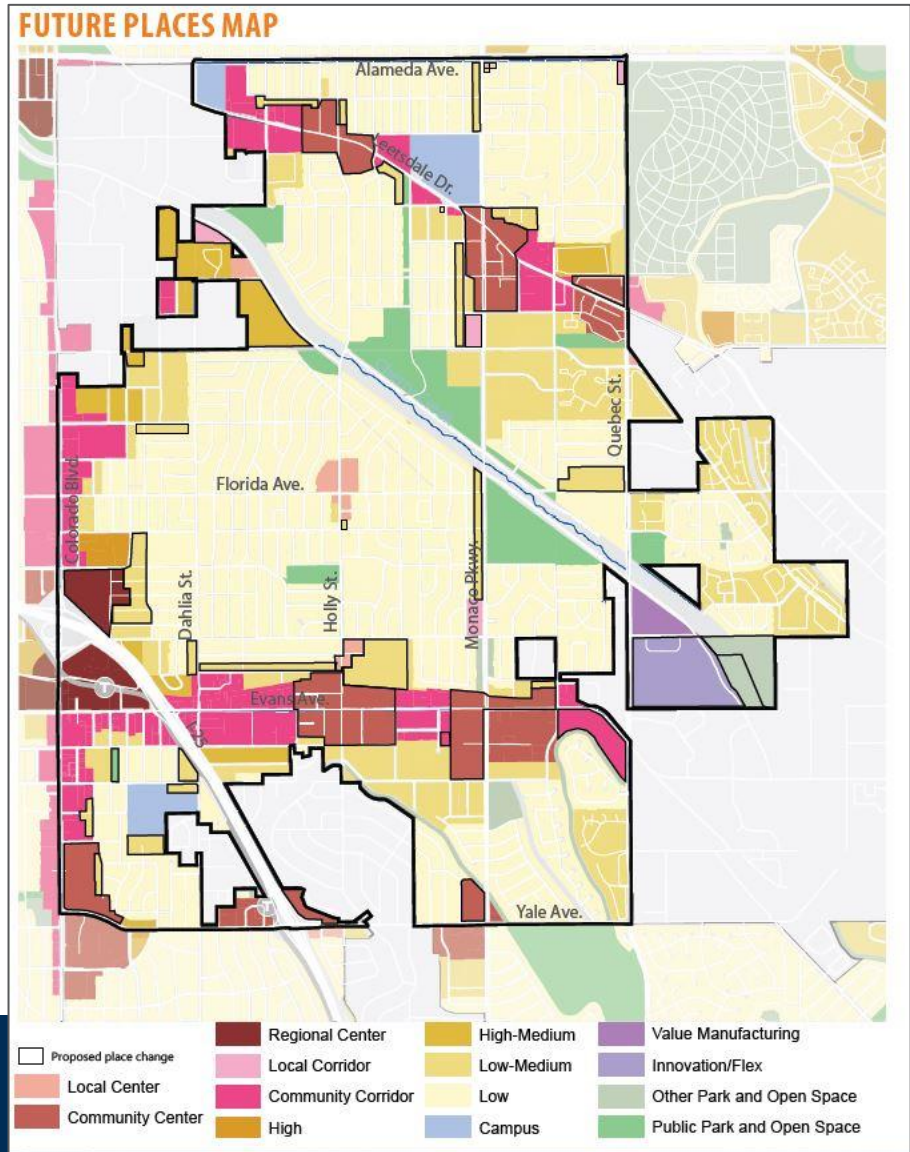 FUTURE PLACES MAP
Alameda Ave.
Leetsdale Dr.
Quebec St.
Colorado Blvd.
Florida Ave.
Monaco Pkwy.
Dahlia St.
Holly St.
Evans Ave.
T
I-25
Yale Ave.
T
Proposed place change
Local Center
Community Center
Regional Center
Local Corridor
Community Corridor
High
High-Medium
Low-Medium
Low
Campus
Value Manufacturing
Innovation/Flex
Other Park and Open Space
Public Park and Open Space